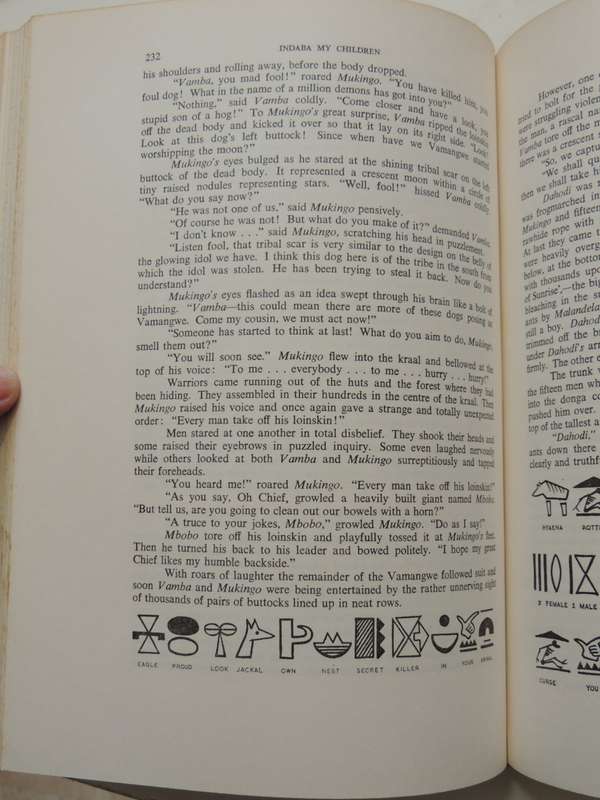 232
INDABA MY CHILDREN
his shoulders and rolling away, before the body dropped.
"Vamba, you mad fool!" roared Mukingo. "You have killed him, you
foul dog! What in the name of a million demons has got into you?"
"Nothing," said Vamba coldly. "Come closer and have a look, you
stupid son of a hog!" To Mukingo's great surprise, Vamba ripped the loinskin
off the dead body and kicked it over so that it lay on its right side. "Look!
Look at this dog's left buttock! Since when have we Vamangwe started
worshipping the moon?"
Mukingo's eyes bulged as he stared at the shining tribal scar on the left
buttock of the dead body. It represented a crescent moon within a circle of
tiny raised nodules representing stars. "Well, fool!" hissed Vamba coldly.
"What do you say now?"
"He was not one of us," said Mukingo pensively.
"Of course he was not! But what do you make of it?" demanded Vamba.
"I don't know . . ." said Mukingo, scratching his head in puzzlement.
"Listen fool, that tribal scar is very similar to the design on the belly of
the glowing idol we have. I think this dog here is of the tribe in the south from
which the idol was stolen. He has been trying to steal it back. Now do you
understand?"
Mukingo's eyes flashed as an idea swept through his brain like a bolt of
lightning. "Vamba—this could mean there are more of these dogs posing as
Vamangwe. Come my cousin, we must act now!"
"Someone has started to think at last! What do you aim to do, Mukingo,
smell them out?"
"You will soon see." Mukingo flew into the kraal and bellowed at the
top of his voice: "To me . . . everybody . . . to me . . . hurry . . . hurry!"
Warriors came running out of the huts and the forest where they had
been hiding. They assembled in their hundreds in the centre of the kraal. Then
Mukingo raised his voice and once again gave a strange and totally unexpected
order: "Every man take off his loinskin!"
Men stared at one another in total disbelief. They shook their heads and
some raised their eyebrows in puzzled inquiry. Some even laughed nervously
while others looked at both Vamba and Mukingo surreptitiously and tapped
their foreheads.
"You heard me!" roared Mukingo. "Every man take off his loinskin!"
"As you say, Oh Chief, growled a heavily built giant named Mbobo.
"But tell us, are you going to clean out our bowels with a horn?"
"A truce to your jokes, Mbobo," growled Mukingo. "Do as I say!"
Mbobo tore off his loinskin and playfully tossed it at Mukingo's feet.
Then he turned his back to his leader and bowed politely. "I hope my great
Chief likes my humble backside."
With roars of laughter the remainder of the Vamangwe followed suit and
soon Vamba and Mukingo were being entertained by the rather unnerving sight
of thousands of pairs of buttocks lined up in neat rows.
EAGLE PROUD LOOK JACKAL OWN NEST SECRET KILLER IN YOUR
However, one
tried to bolt for the
were struggling violen
the man, a rascal nam
Vamba tore off the m
there was a crescent m
"So, we captu
"We shall qu
then we shall take hi
Dahodi was
was frogmarched in
Mukingo and fifteen
rawhide rope with
At last they came t
were heavily overg
below, at the bottom
with thousands upo
of Sunrise',—the big
bleaching in the su
ants by Malandela
still a boy. Dahod
trimmed off the br
under Dahodi's arm
firmly. The other e
The trunk w
the fifteen men wh
into the donga co
pushed him over.
top of the tallest a
"Dahodi,"
ants down there
clearly and truthf
HYAENA ROTT
3 FEMALE 1 MALE
CURSE YOU